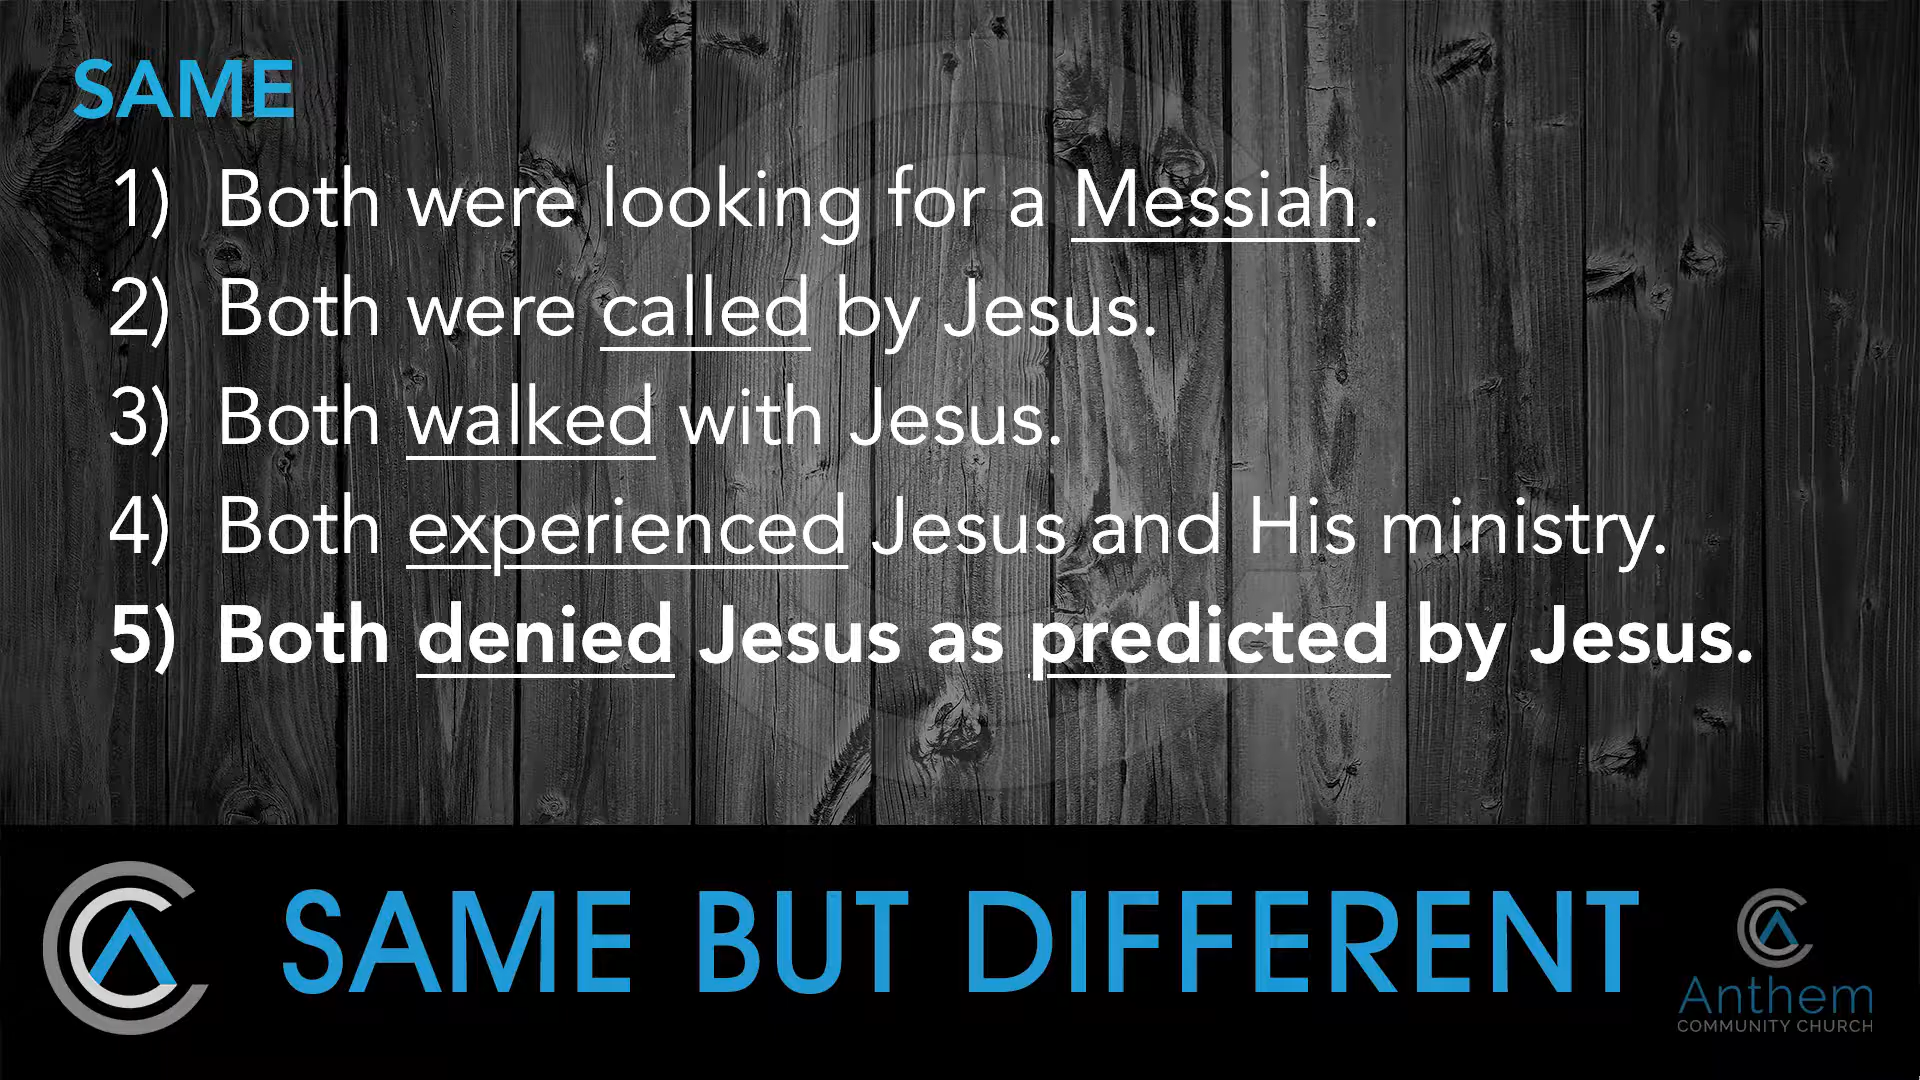 SAME
1) Both were looking for a Messiah.
2) Both were called by Jesus.
3) Both walked with Jesus.
4) Both experienced Jesus and His ministry.
5) Both denied Jesus as predicted by Jesus.
SAME BUT DIFFERENT
Anthem
COMMUNITY CHURCH